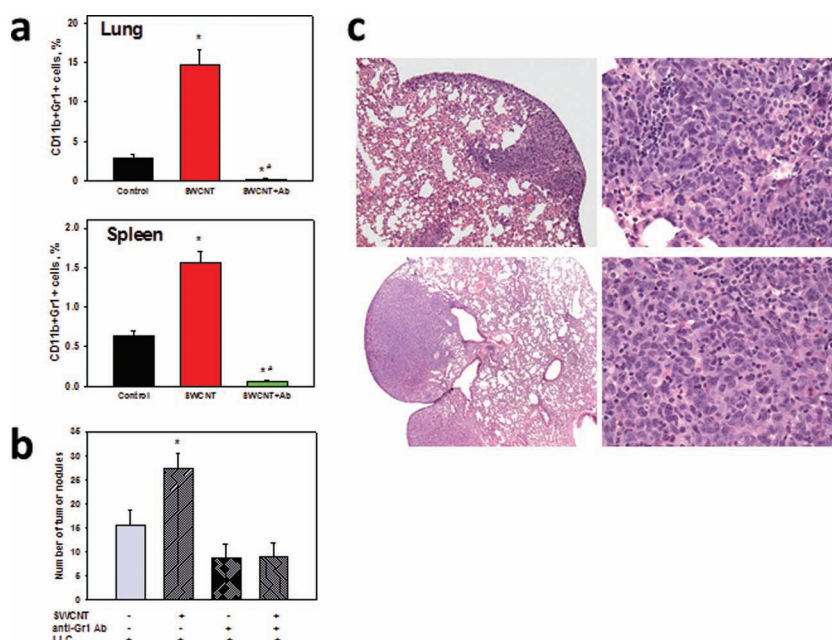 a
Lung
CD11b+Gr1+ cells, %
20
15
10
5
0
*
*#
Control SWCNT SWCNT+Ab
Spleen
CD11b+Gr1+ cells, %
2.0
1.5
1.0
0.5
0.0
*
*#
Control SWCNT SWCNT+Ab
b
Number of tumor nodules
35
30
25
20
15
10
5
0
*
SWCNT - + - +
anti-Gr1 Ab - - + +
LLC + + + +
c